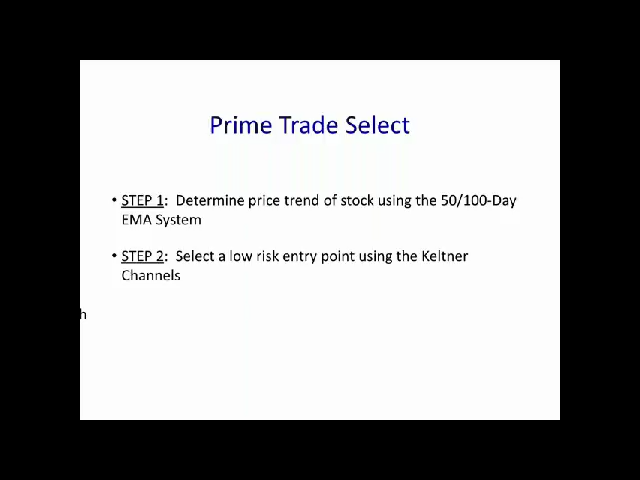 Prime Trade Select
• STEP 1: Determine price trend of stock using the 50/100-Day
EMA System
• STEP 2: Select a low risk entry point using the Keltner
Channels
h